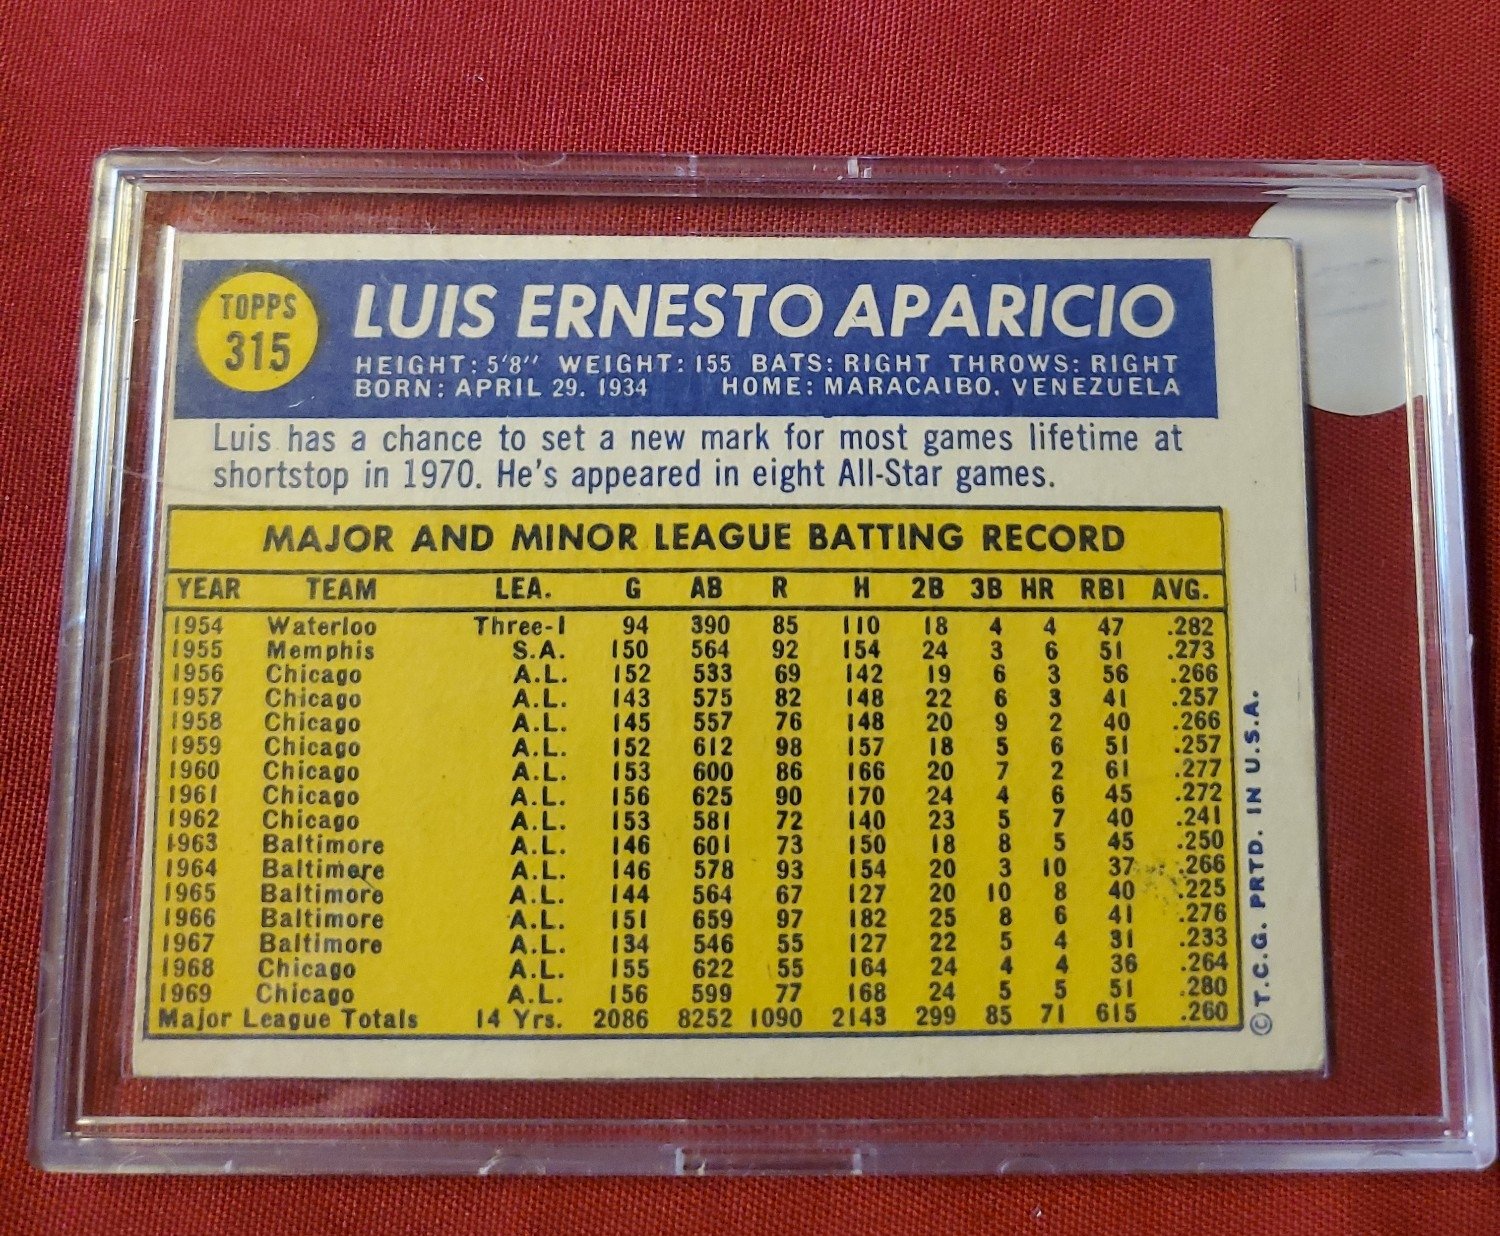 TOPPS
315
LUIS ERNESTO APARICIO
HEIGHT: 5'8" WEIGHT: 155 BATS: RIGHT THROWS: RIGHT
BORN: APRIL 29, 1934 HOME: MARACAIBO, VENEZUELA
Luis has a chance to set a new mark for most games lifetime at
shortstop in 1970. He's appeared in eight All-Star games.
MAJOR AND MINOR LEAGUE BATTING RECORD
YEAR TEAM LEA. G AB R H 2B 3B HR RBI AVG.
1954 Waterloo Three-I 94 390 85 110 18 4 4 47 .282
1955 Memphis S.A. 150 564 92 154 24 3 6 51 .273
1956 Chicago A.L. 152 533 69 142 19 6 3 56 .266
1957 Chicago A.L. 143 575 82 148 22 6 3 41 .257
1958 Chicago A.L. 145 557 76 148 20 9 2 40 .266
1959 Chicago A.L. 152 612 98 157 18 5 6 51 .257
1960 Chicago A.L. 153 600 86 166 20 7 2 61 .277
1961 Chicago A.L. 156 625 90 170 24 4 6 45 .272
1962 Chicago A.L. 153 581 72 140 23 5 7 40 .241
1963 Baltimore A.L. 146 601 73 150 18 8 5 45 .250
1964 Baltimore A.L. 146 578 93 154 20 3 10 37 .266
1965 Baltimore A.L. 144 564 67 127 20 10 8 40 .225
1966 Baltimore A.L. 151 659 97 182 25 8 6 41 .276
1967 Baltimore A.L. 134 546 55 127 22 5 4 31 .233
1968 Chicago A.L. 155 622 55 164 24 4 4 36 .264
1969 Chicago A.L. 156 599 77 168 24 5 5 51 .280
Major League Totals 14 Yrs. 2086 8252 1090 2143 299 85 71 615 .260
© T.C.G. PRTD. IN U.S.A.